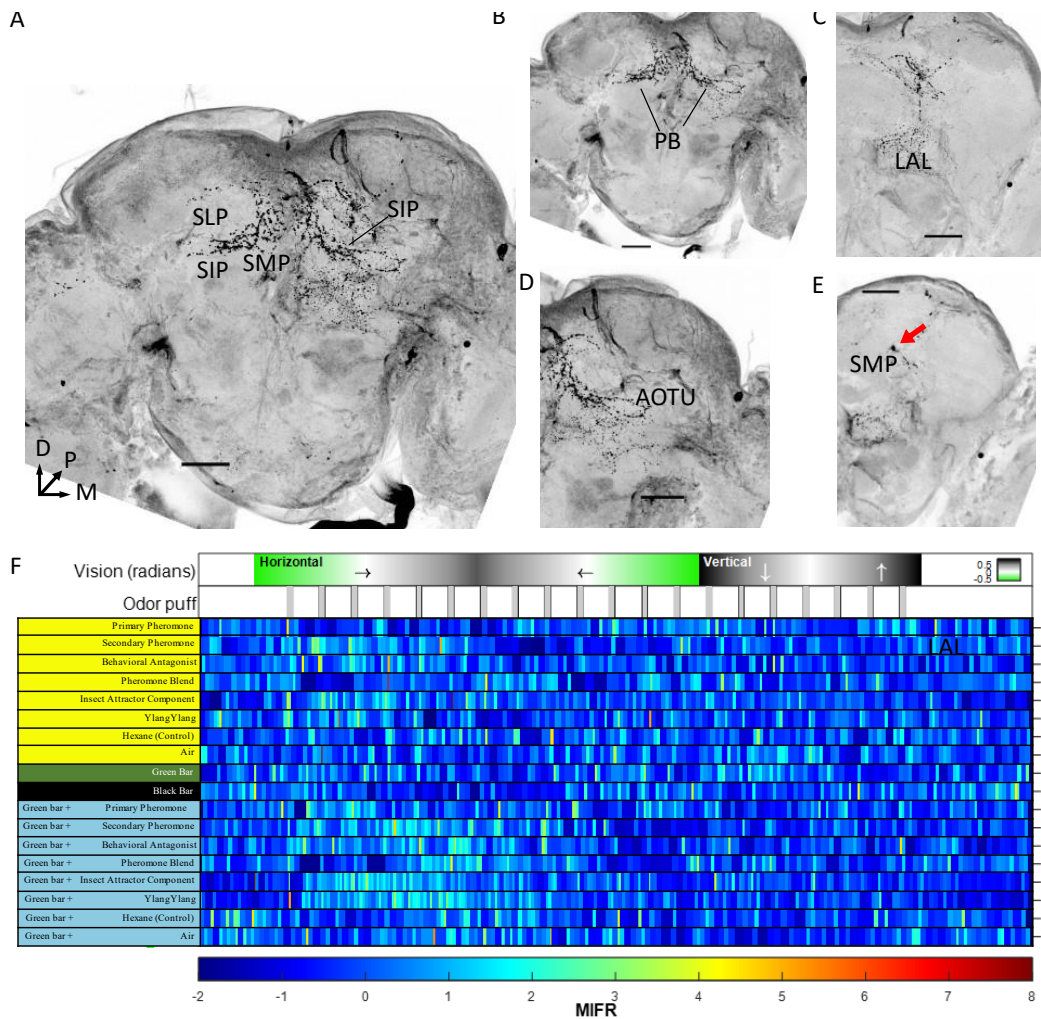 A
B
C
PB
LAL
SLP
SIP
SIP
SMP
D
AOTU
E
SMP
D
P
M
F
Vision (radians)
Horizontal
→
←
Vertical
↓
↑
0.5
0
-0.5
Odor puff
Primary Pheromone
Secondary Pheromone
LAL
Behavioral Antagonist
Pheromone Blend
Insect Attractor Component
YlangYlang
Hexane (Control)
Air
Green Bar
Black Bar
Green bar + Primary Pheromone
Green bar + Secondary Pheromone
Green bar + Behavioral Antagonist
Green bar + Pheromone Blend
Green bar + Insect Attractor Component
Green bar + YlangYlang
Green bar + Hexane (Control)
Green bar + Air
-2 -1 0 1 2 3 4 5 6 7 8
MIFR